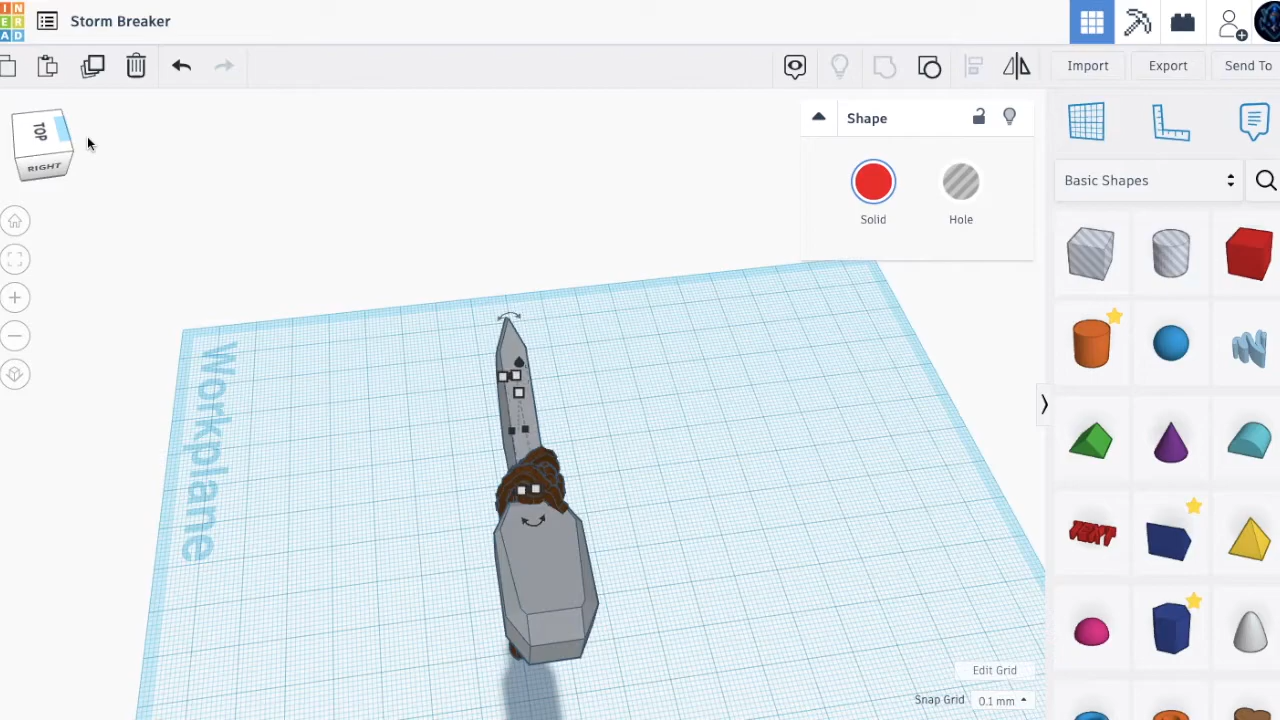 Storm Breaker
Import
Export
Send To
TOP
RIGHT
Shape
Solid
Hole
Basic Shapes
Workplane
TEXT
Edit Grid
Snap Grid
0.1 mm